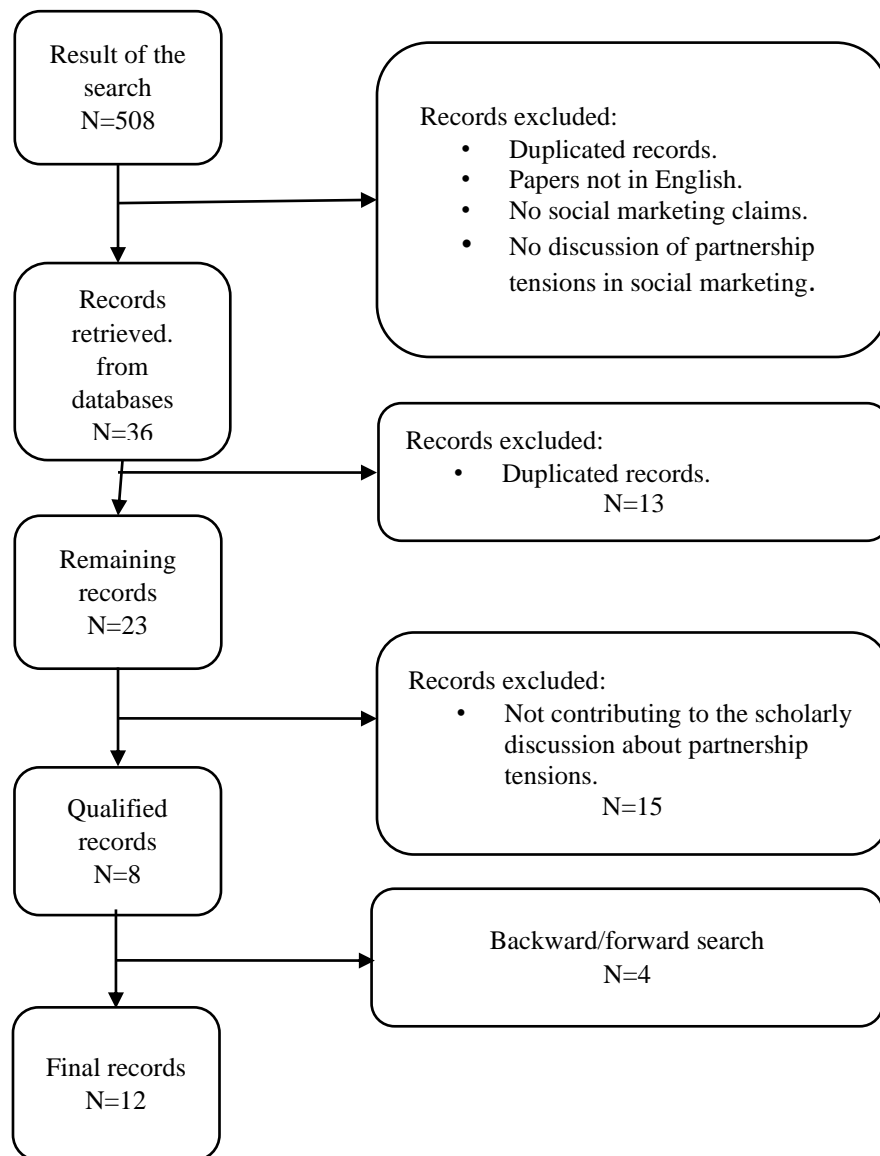 Result of the
search
N=508
Records excluded:
• Duplicated records.
• Papers not in English.
• No social marketing claims.
• No discussion of partnership
tensions in social marketing.
Records
retrieved.
from
databases
N=36
Records excluded:
• Duplicated records.
N=13
Remaining
records
N=23
Records excluded:
• Not contributing to the scholarly
discussion about partnership
tensions.
N=15
Qualified
records
N=8
Backward/forward search
N=4
Final records
N=12